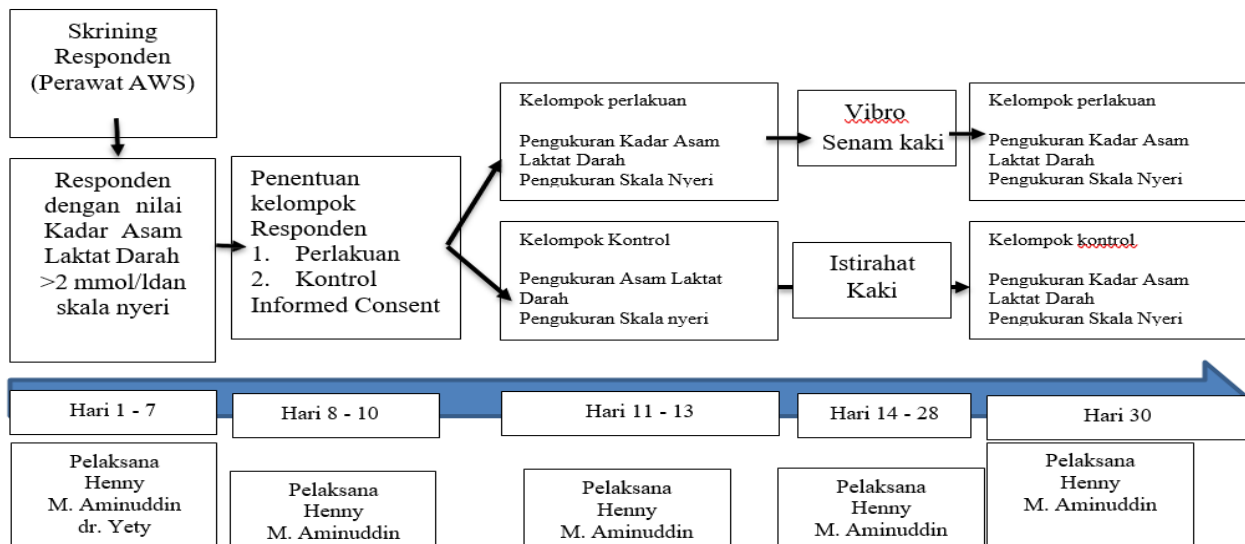 Skrining
Responden
(Perawat AWS)
Responden
dengan nilai
Kadar Asam
Laktat Darah
>2 mmol/ldan
skala nyeri
Penentuan
kelompok
Responden
1. Perlakuan
2. Kontrol
Informed Consent
Kelompok perlakuan
Pengukuran Kadar Asam
Laktat Darah
Pengukuran Skala Nyeri
Vibro
Senam kaki
Kelompok perlakuan
Pengukuran Kadar Asam
Laktat Darah
Pengukuran Skala Nyeri
Kelompok Kontrol
Pengukuran Asam Laktat
Darah
Pengukuran Skala nyeri
Istirahat
Kaki
Kelompok kontrol
Pengukuran Kadar Asam
Laktat Darah
Pengukuran Skala Nyeri
Hari 1 - 7
Hari 8 - 10
Hari 11 - 13
Hari 14 - 28
Hari 30
Pelaksana
Henny
M. Aminuddin
dr. Yety
Pelaksana
Henny
M. Aminuddin
Pelaksana
Henny
M. Aminuddin
Pelaksana
Henny
M. Aminuddin
Pelaksana
Henny
M. Aminuddin